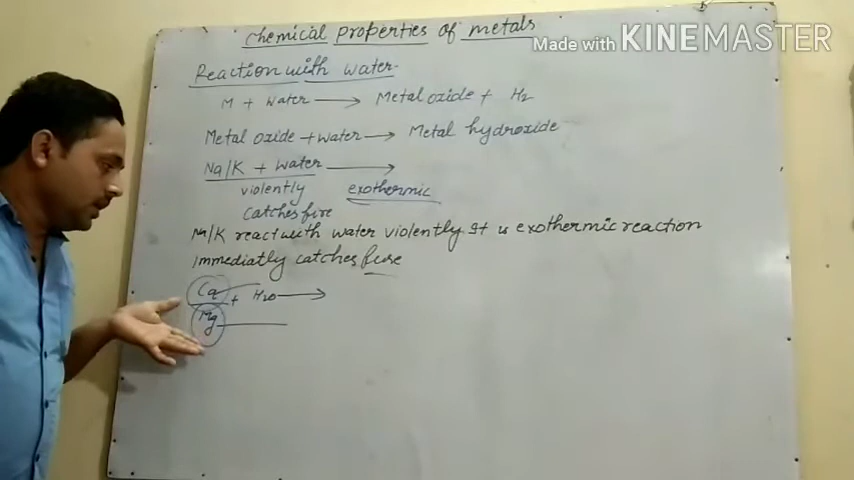 chemical properties of metals
Made with KINEMASTER
Reaction with water-
M + water → Metal oxide + H2
Metal oxide + water → Metal hydroxide
Na/K + water →
violently exothermic
catches fire
Na/K react with water violently It is exothermic reaction
immediatly catches fire
Ca + H2O →
Mg